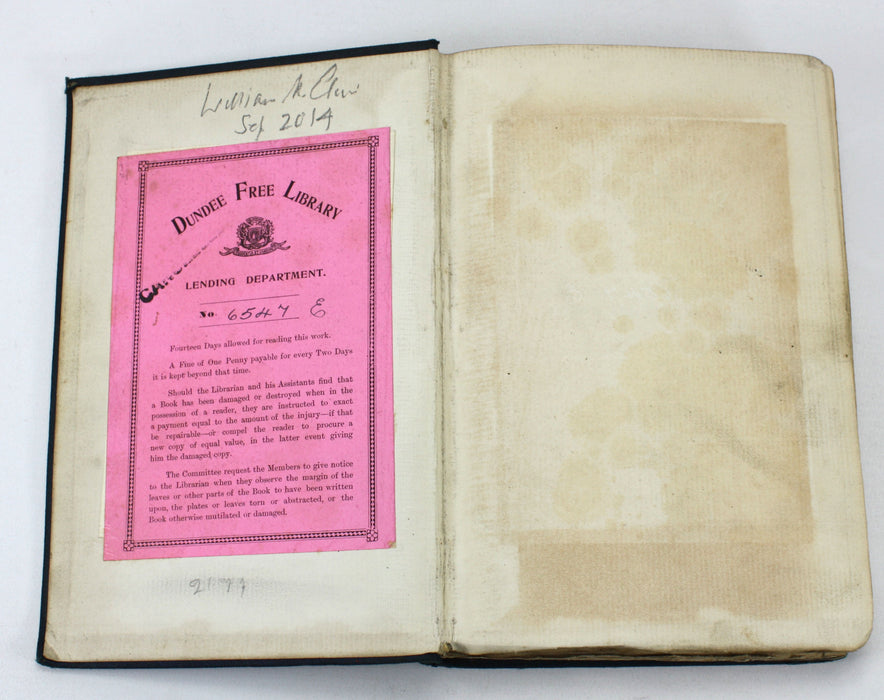 William
Sep 2014
DUNDEE FREE LIBRARY
LENDING DEPARTMENT.
No. 6547 E
Fourteen Days allowed for reading this work.
A Fine of One Penny payable for every Two Days
it is kept beyond that time.
Should the Librarian and his Assistants find that
a Book has been damaged or destroyed when in the
possession of a reader, they are instructed to exact
a payment equal to the amount of the injury—if that
be repairable—or compel the reader to procure a
new copy of equal value, in the latter event giving
him the damaged copy.
The Committee request the Members to give notice
to the Librarian when they observe the margin of the
leaves or other parts of the Book to have been written
upon, the plates or leaves torn or abstracted, or the
Book otherwise mutilated or damaged.